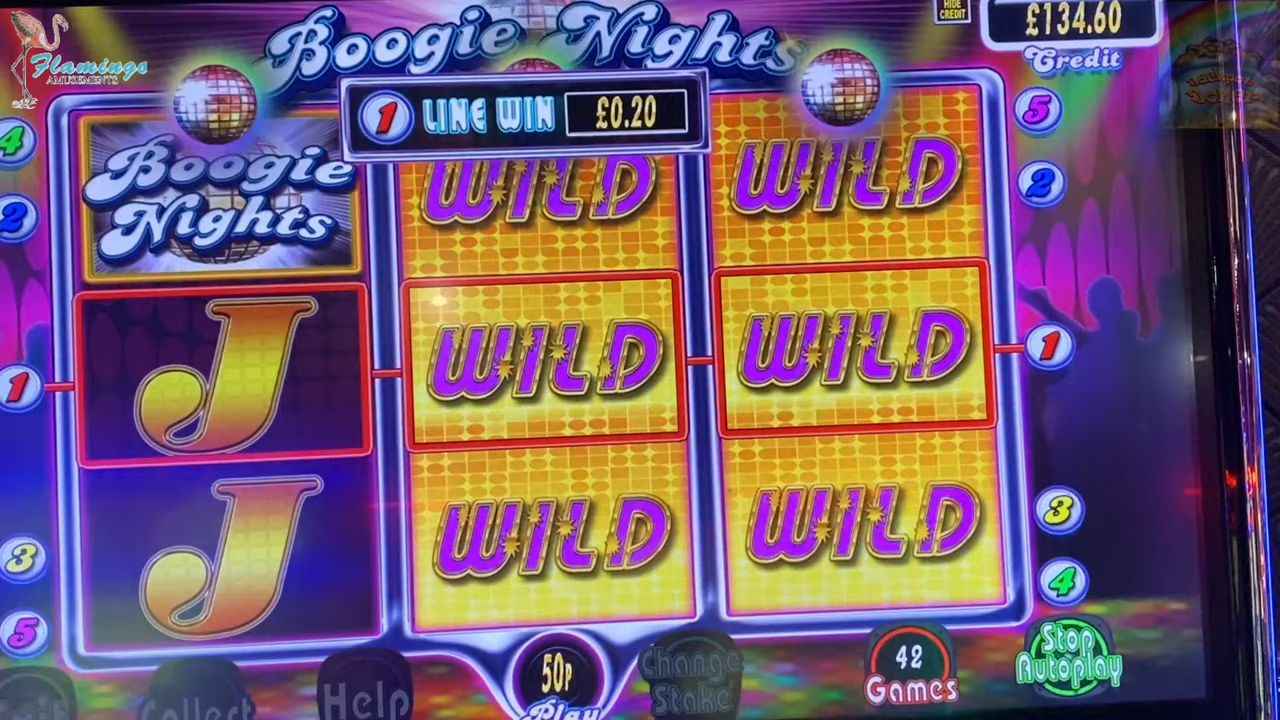 Flamingo
AMUSEMENTS
Boogie Nights
HIDE
CREDIT
£134.60
Credit
1 LINE WIN £0.20
4
2
1
3
5
Boogie
Nights
J
J
WILD
WILD
WILD
WILD
WILD
WILD
5
2
1
3
4
Collect
Help
50P
Play
Change
Stake
42
Games
Stop
Autoplay